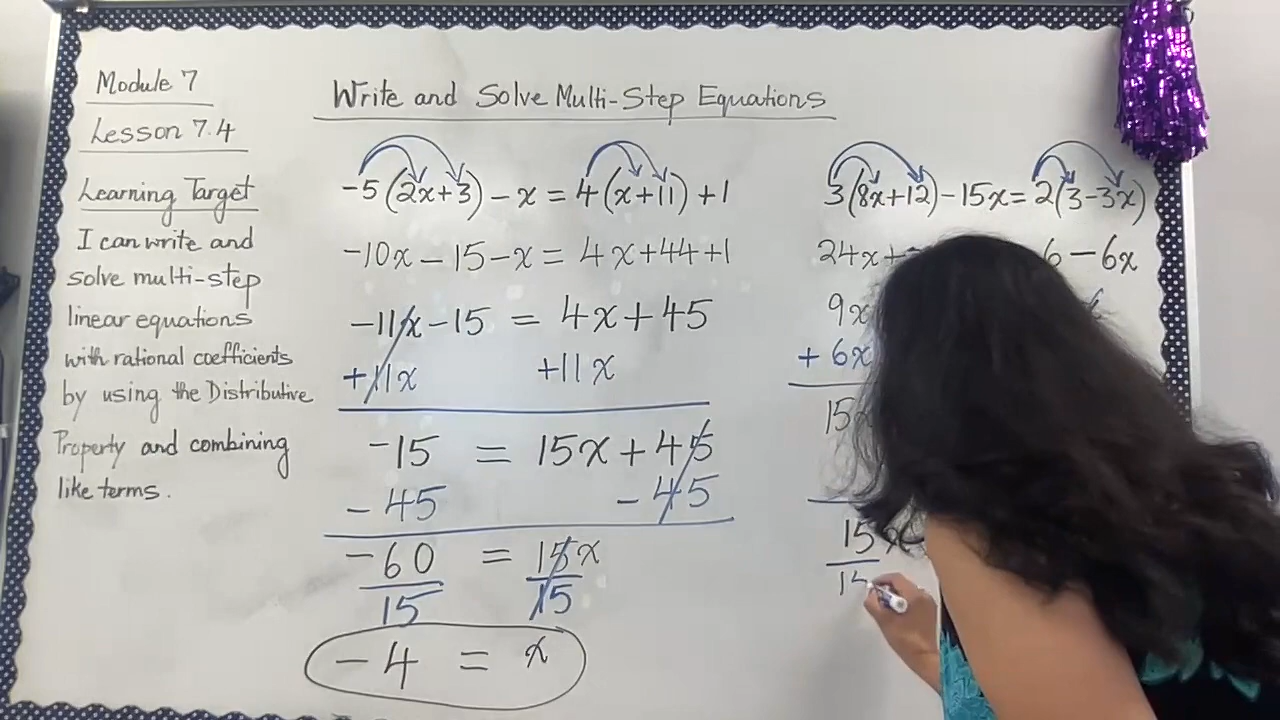 Module 7
Lesson 7.4
Learning Target
I can write and
solve multi-step
linear equations
with rational coefficients
by using the Distributive
Property and combining
like terms.
Write and Solve Multi-Step Equations
-5(2x+3)-x=4(x+11)+1
-10x-15-x=4x+44+1
-11x-15=4x+45
+11x +11x
-15=15x+45
-45 -45
-60=15x
15 15
-4=x
3(8x+12)-15x=2(3-3x)
24x+ 6-6x
9x
+6x
15x
15x
15